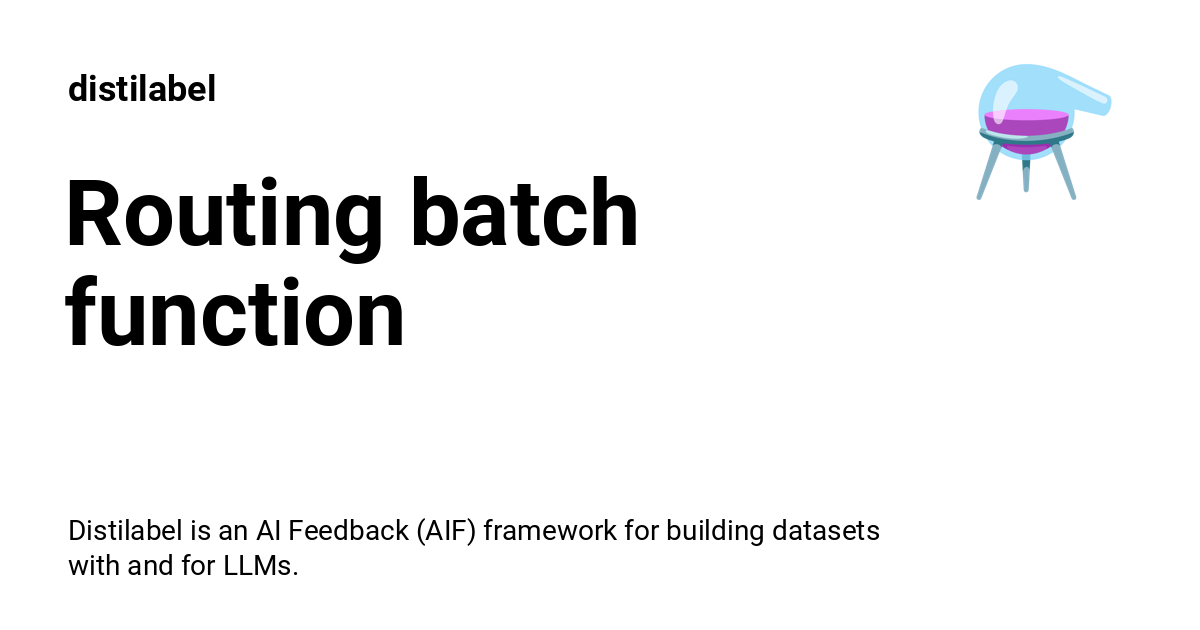 distilabel
Routing batch
function
Distilabel is an AI Feedback (AIF) framework for building datasets
with and for LLMs.